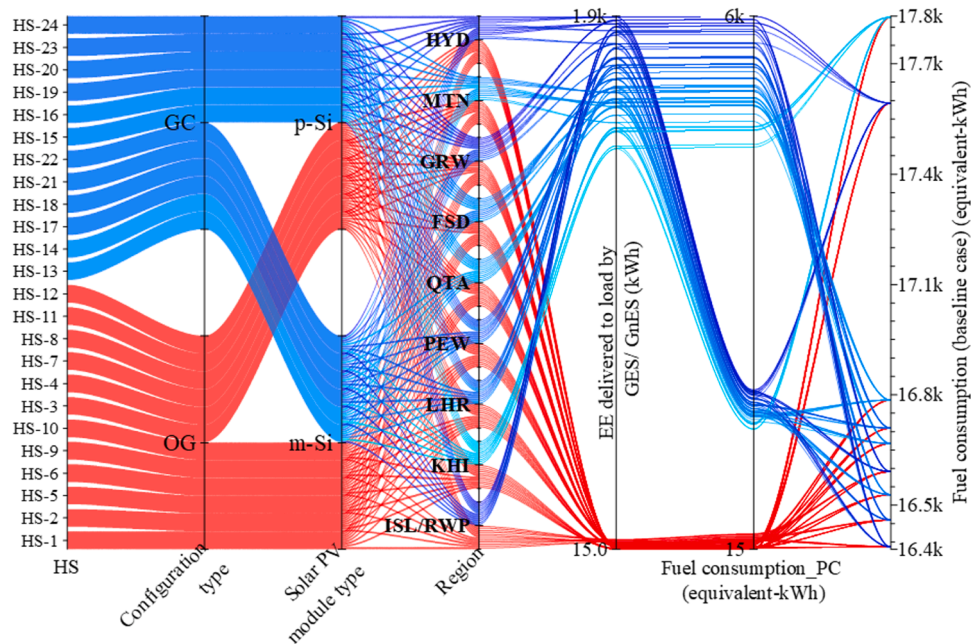 HS-24
HS-23
HS-20
HS-19
HS-16
HS-15
HS-22
HS-21
HS-18
HS-17
HS-14
HS-13
HS-12
HS-11
HS-8
HS-7
HS-4
HS-3
HS-10
HS-9
HS-6
HS-5
HS-2
HS-1
HS
GC
OG
Configuration
type
p-Si
m-Si
Solar PV
module type
HYD
MTN
GRW
FSD
QTA
PEW
LHR
KHI
ISL/RWP
Region
1.9k
15.0
EE delivered to load by
GES/ GnES (kWh)
6k
15
Fuel consumption_PC
(equivalent-kWh)
17.8k
17.7k
17.4k
17.1k
16.8k
16.5k
16.4k
Fuel consumption (baseline case) (equivalent-kWh)